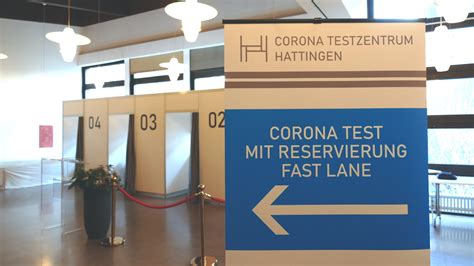 CORONA TESTZENTRUM
HATTINGEN
04
03
02
CORONA TEST
MIT RESERVIERUNG
FAST LANE